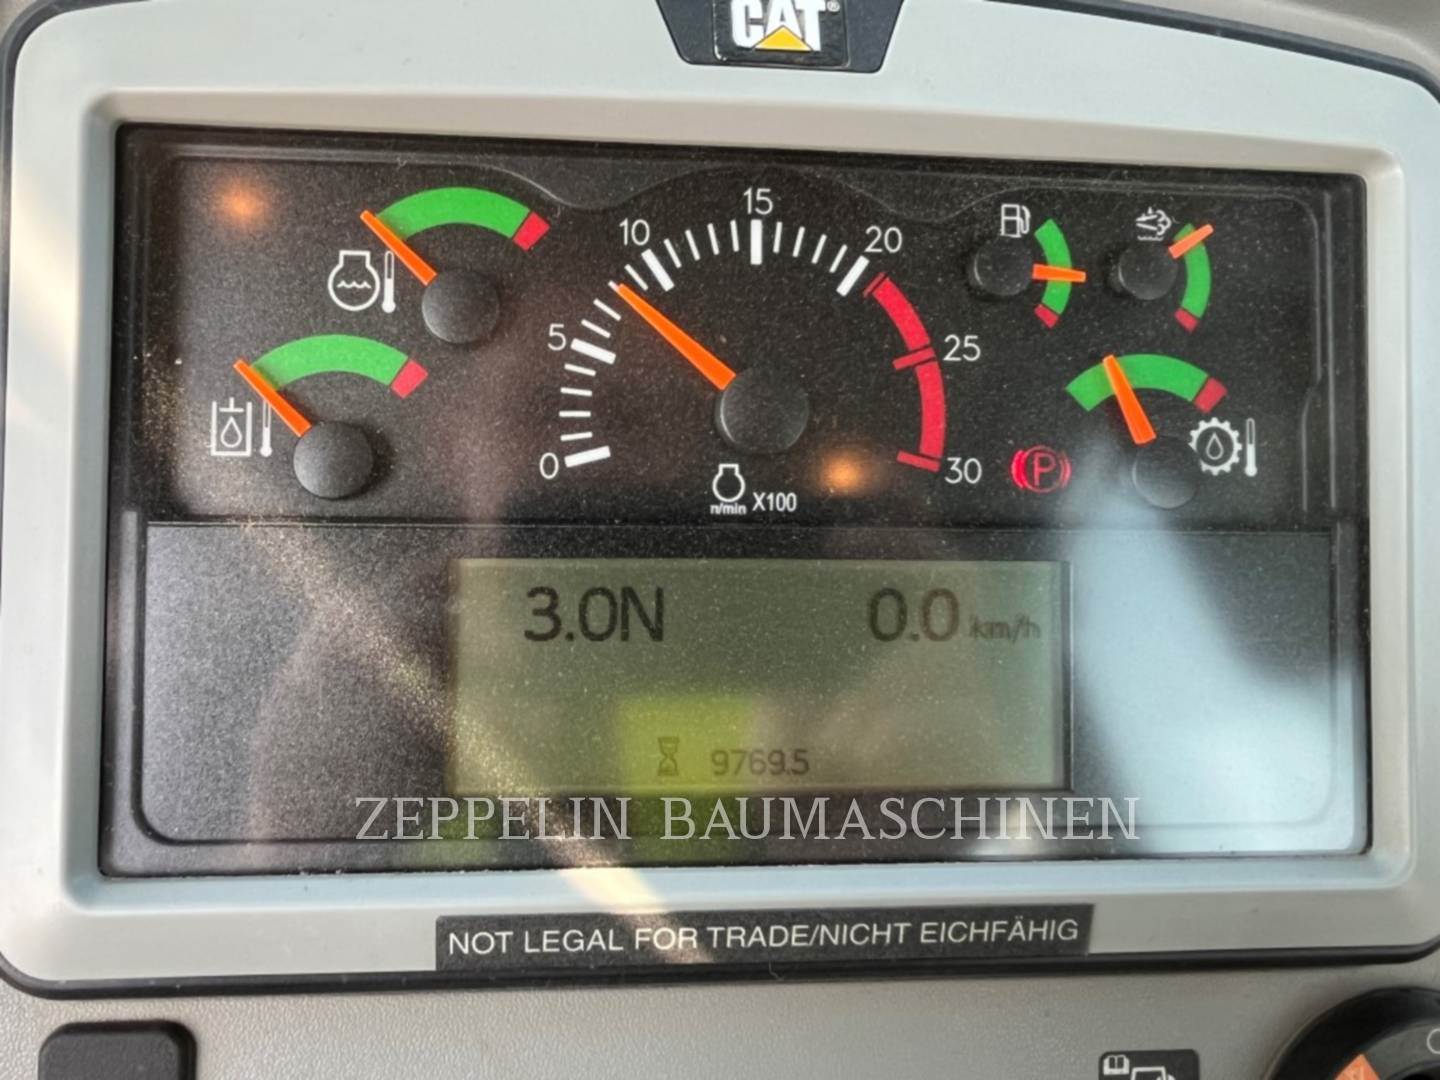 CAT®
0
5
10
15
20
25
30
n/min X100
P
3.0N 0.0 km/h
9769.5
ZEPPELIN BAUMASCHINEN
NOT LEGAL FOR TRADE/NICHT EICHFÄHIG